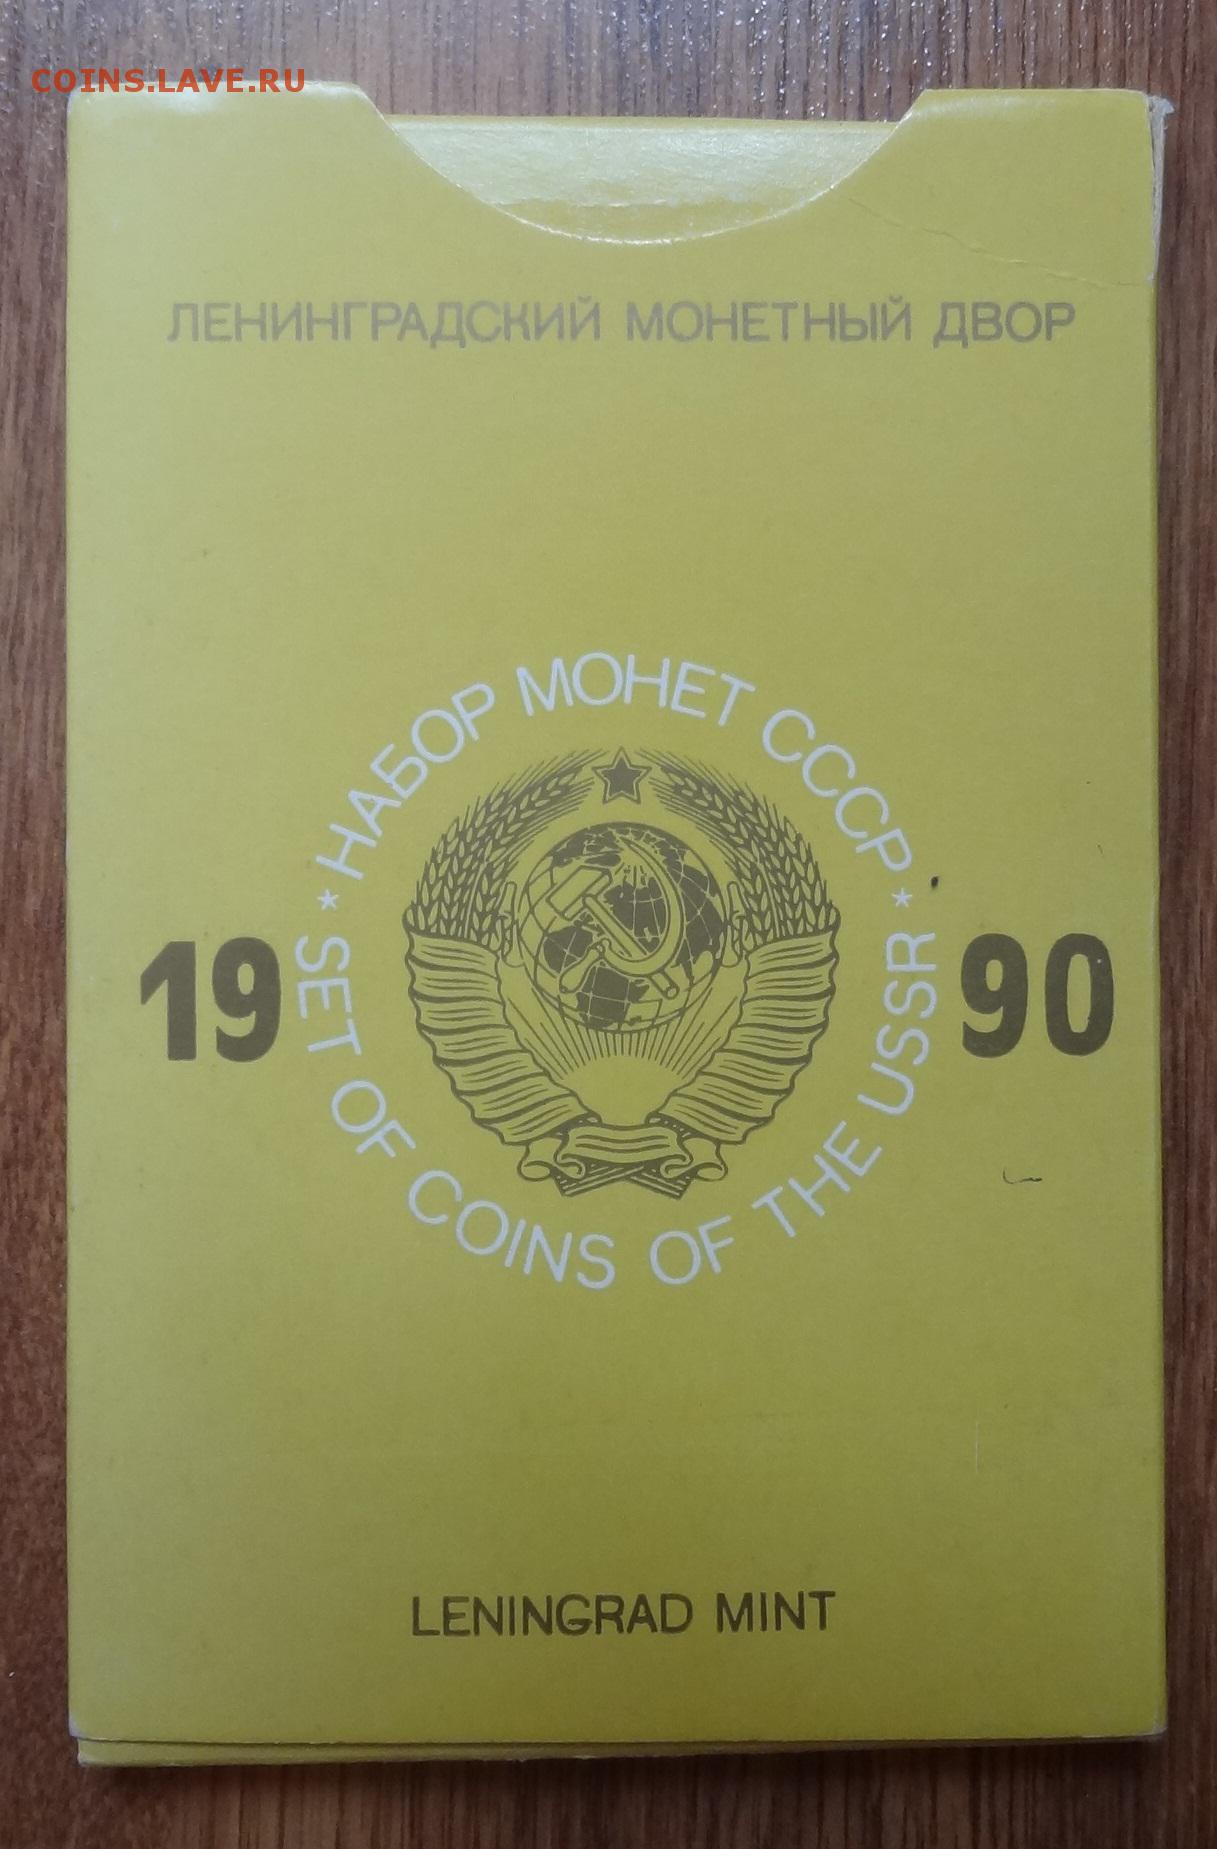 COINS.LAVE.RU
ЛЕНИНГРАДСКИЙ МОНЕТНЫЙ ДВОР
* НАБОР МОНЕТ СССР *
19
90
SET OF COINS OF THE USSR
LENINGRAD MINT